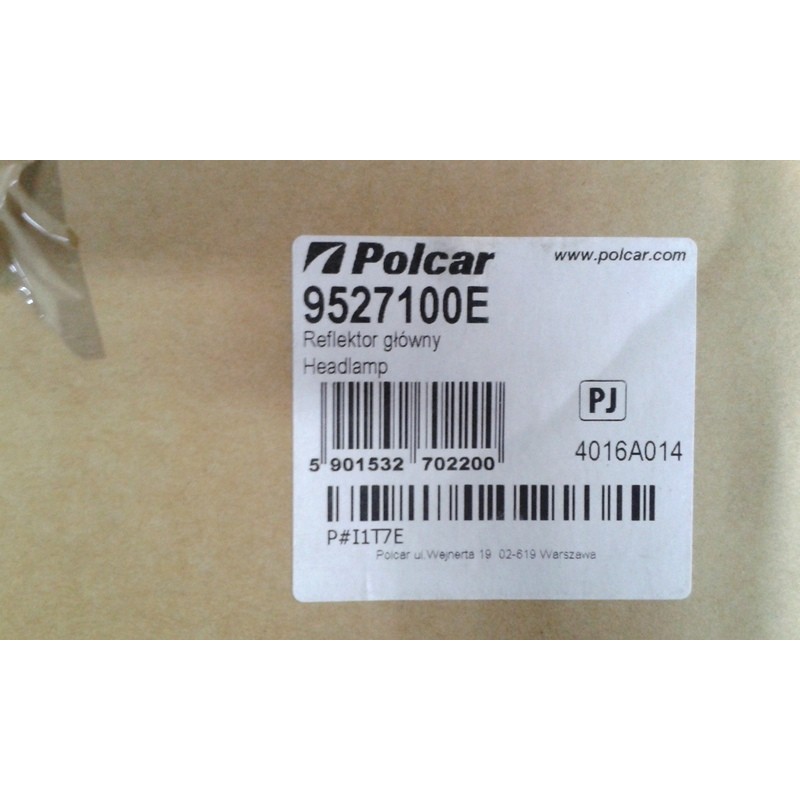 Polcar www.polcar.com
9527100E
Reflektor główny
Headlamp
PJ
5 901532 702200
4016A014
P#I1T7E
Polcar ul.Wejnerta 19 02-619 Warszawa